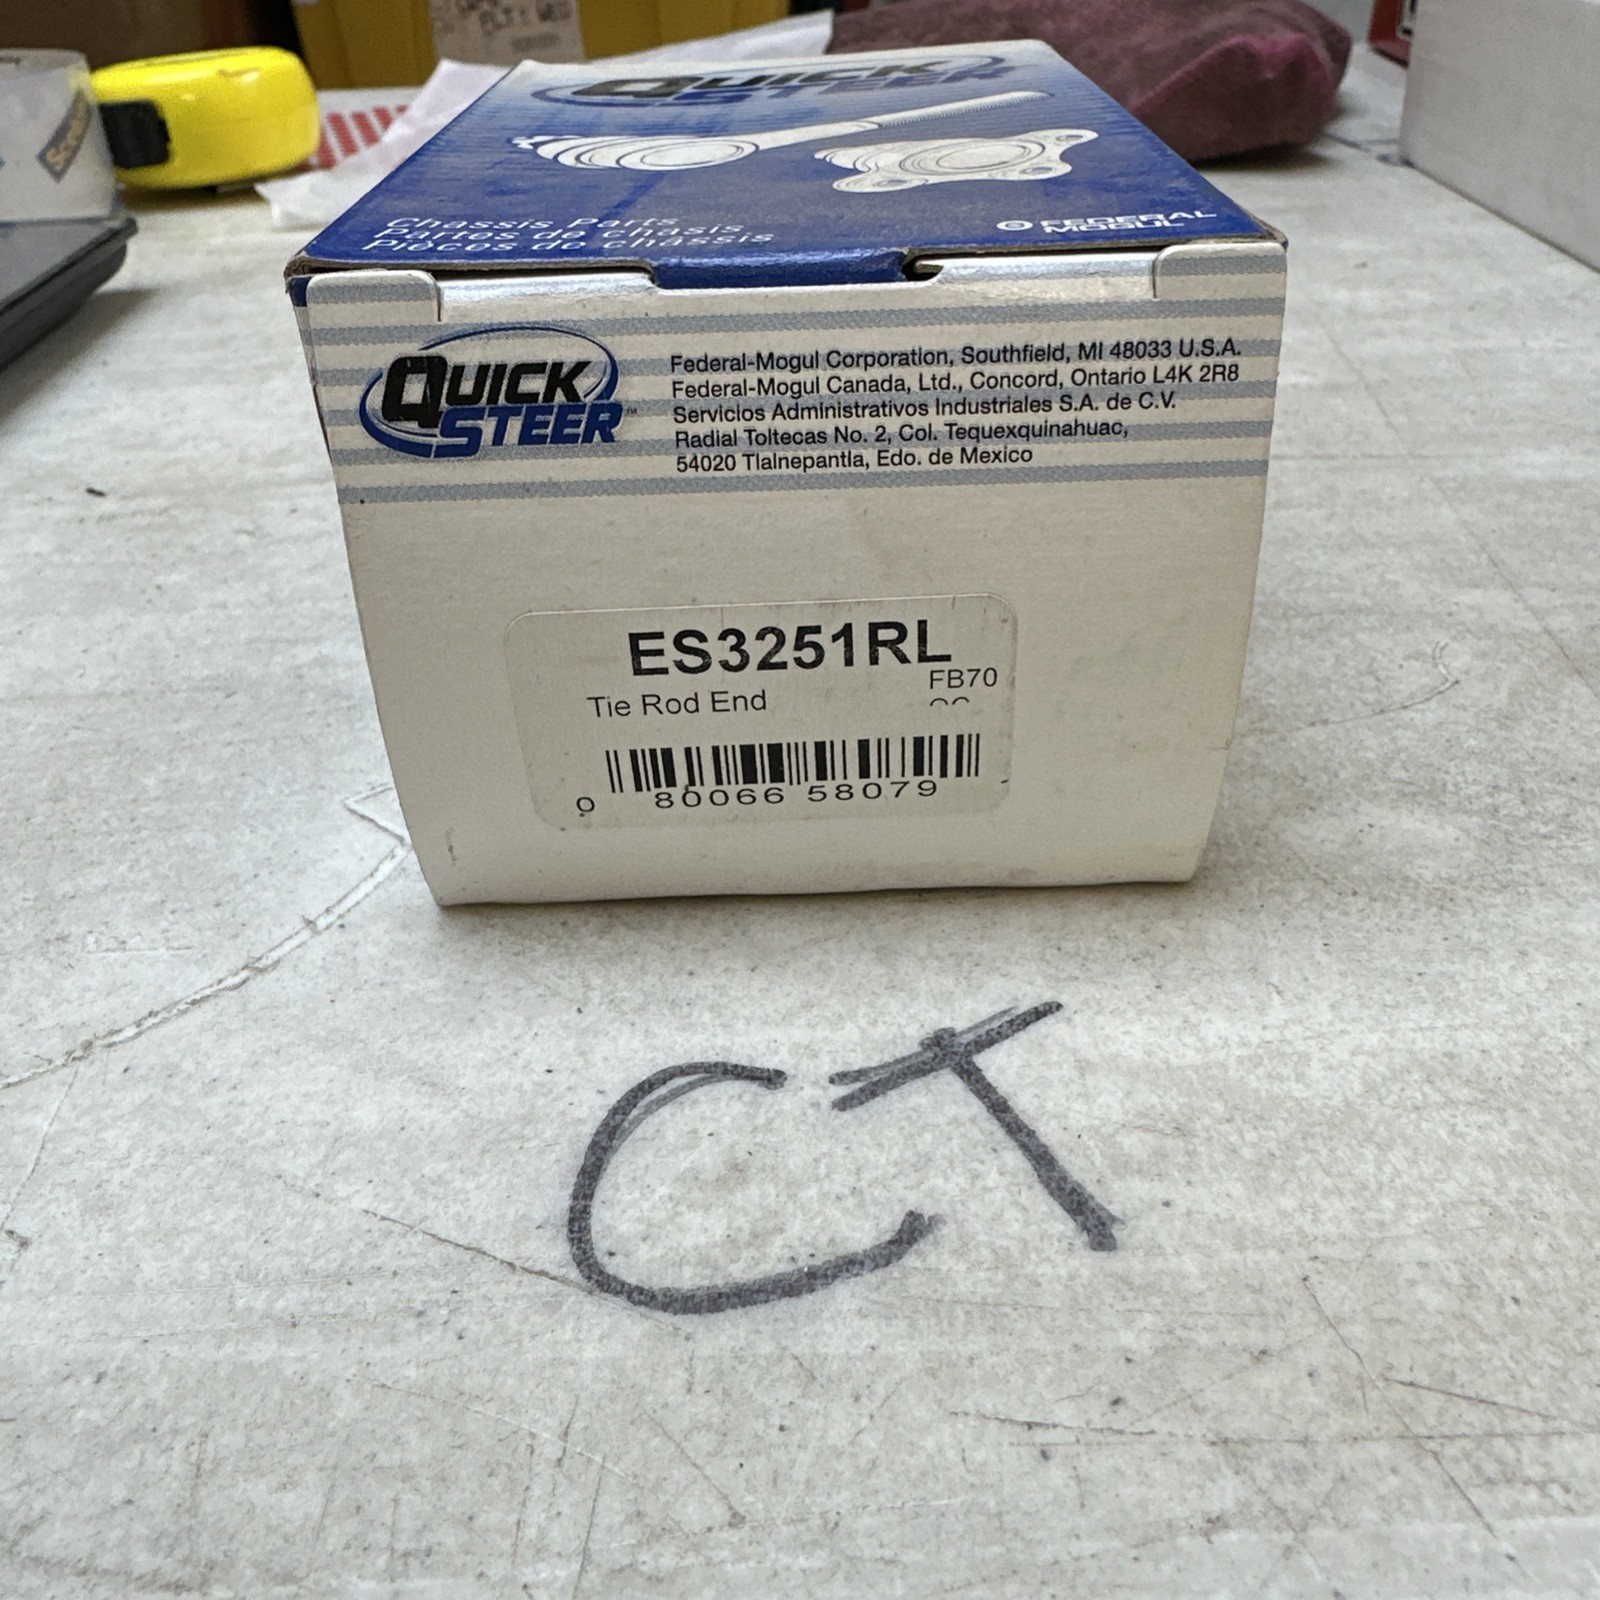 QUICK
STEER
Chassis Parts
Partes de chasis
Pièces de châssis
FEDERAL
MOGUL
QUICK
STEER™
Federal-Mogul Corporation, Southfield, MI 48033 U.S.A.
Federal-Mogul Canada, Ltd., Concord, Ontario L4K 2R8
Servicios Administrativos Industriales S.A. de C.V.
Radial Toltecas No. 2, Col. Tequexquinahuac,
54020 Tlalnepantla, Edo. de Mexico
ES3251RL
Tie Rod End
FB70
0 80066 58079
CT